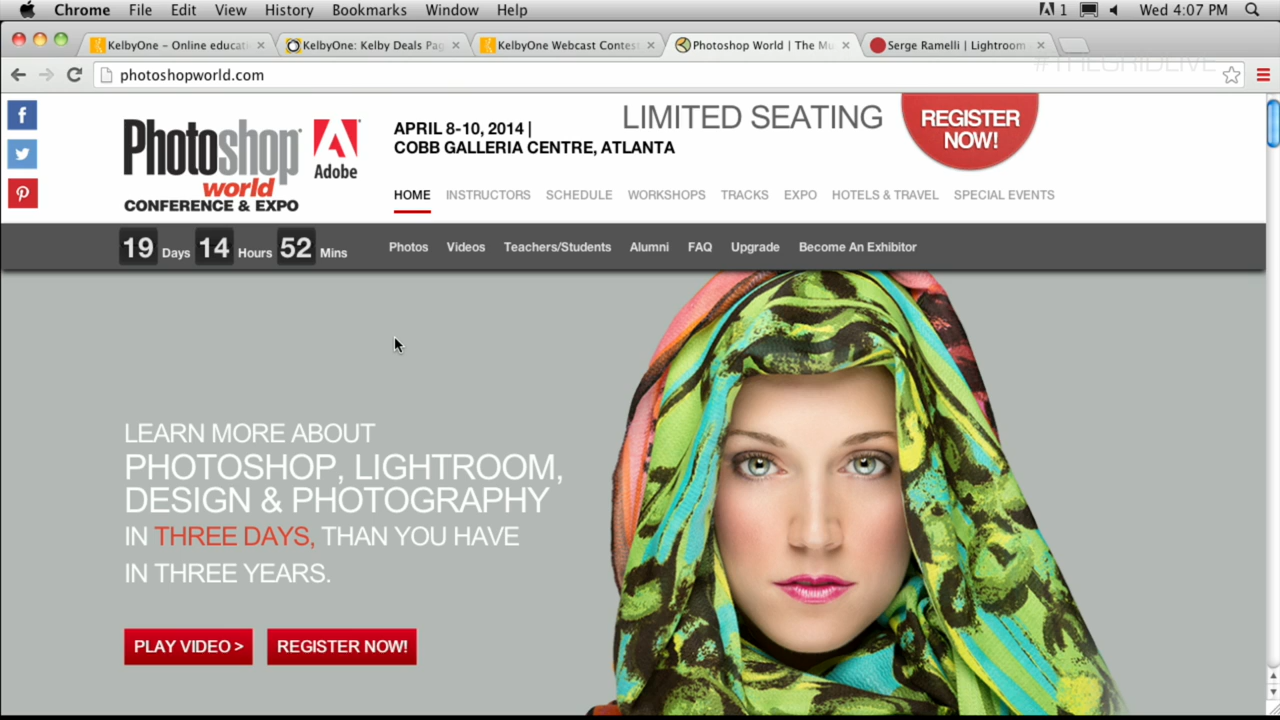 Chrome File Edit View History Bookmarks Window Help
1 Wed 4:07 PM
KelbyOne – Online educati
KelbyOne: Kelby Deals Pag
KelbyOne Webcast Contest
Photoshop World | The Mu
Serge Ramelli | Lightroom
#THEGRIDLIVE
photoshopworld.com
Photoshop
world
CONFERENCE & EXPO
Adobe
APRIL 8-10, 2014 |
COBB GALLERIA CENTRE, ATLANTA
LIMITED SEATING
REGISTER
NOW!
HOME INSTRUCTORS SCHEDULE WORKSHOPS TRACKS EXPO HOTELS & TRAVEL SPECIAL EVENTS
19 Days 14 Hours 52 Mins
Photos Videos Teachers/Students Alumni FAQ Upgrade Become An Exhibitor
LEARN MORE ABOUT
PHOTOSHOP, LIGHTROOM,
DESIGN & PHOTOGRAPHY
IN THREE DAYS, THAN YOU HAVE
IN THREE YEARS.
PLAY VIDEO >
REGISTER NOW!